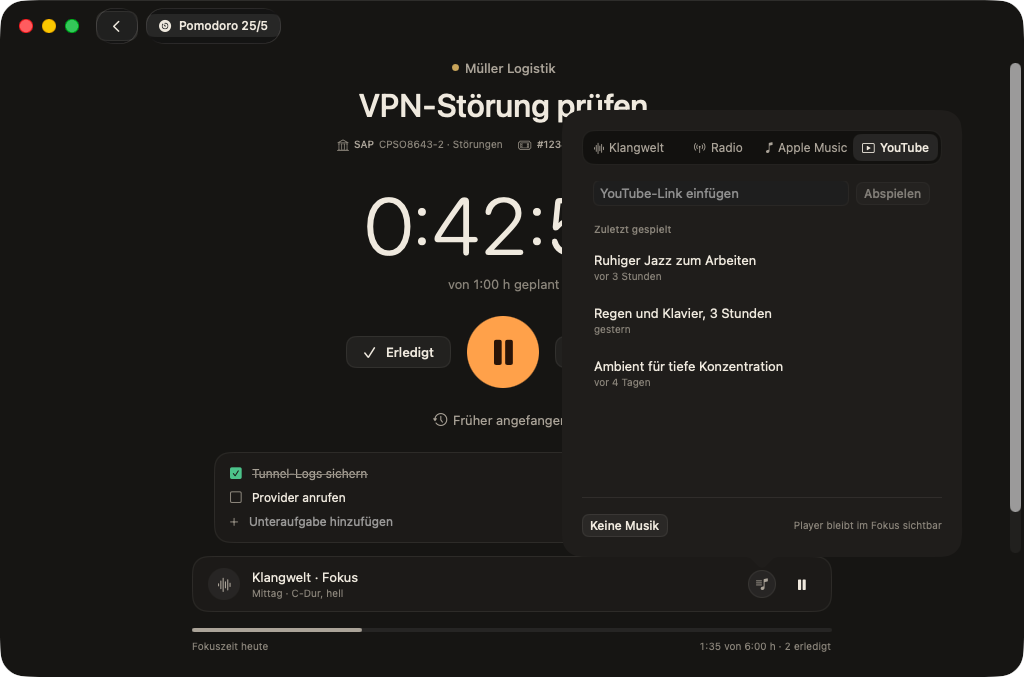 Pomodoro 25/5
Müller Logistik
VPN-Störung prüfen
SAP CPSO8643-2 · Störungen #123
0:42:5
von 1:00 h geplant
Erledigt
Früher angefangen
Tunnel-Logs sichern
Provider anrufen
+ Unteraufgabe hinzufügen
Klangwelt Radio Apple Music YouTube
YouTube-Link einfügen Abspielen
Zuletzt gespielt
Ruhiger Jazz zum Arbeiten
vor 3 Stunden
Regen und Klavier, 3 Stunden
gestern
Ambient für tiefe Konzentration
vor 4 Tagen
Keine Musik Player bleibt im Fokus sichtbar
Klangwelt · Fokus
Mittag · C-Dur, hell
Fokuszeit heute 1:35 von 6:00 h · 2 erledigt